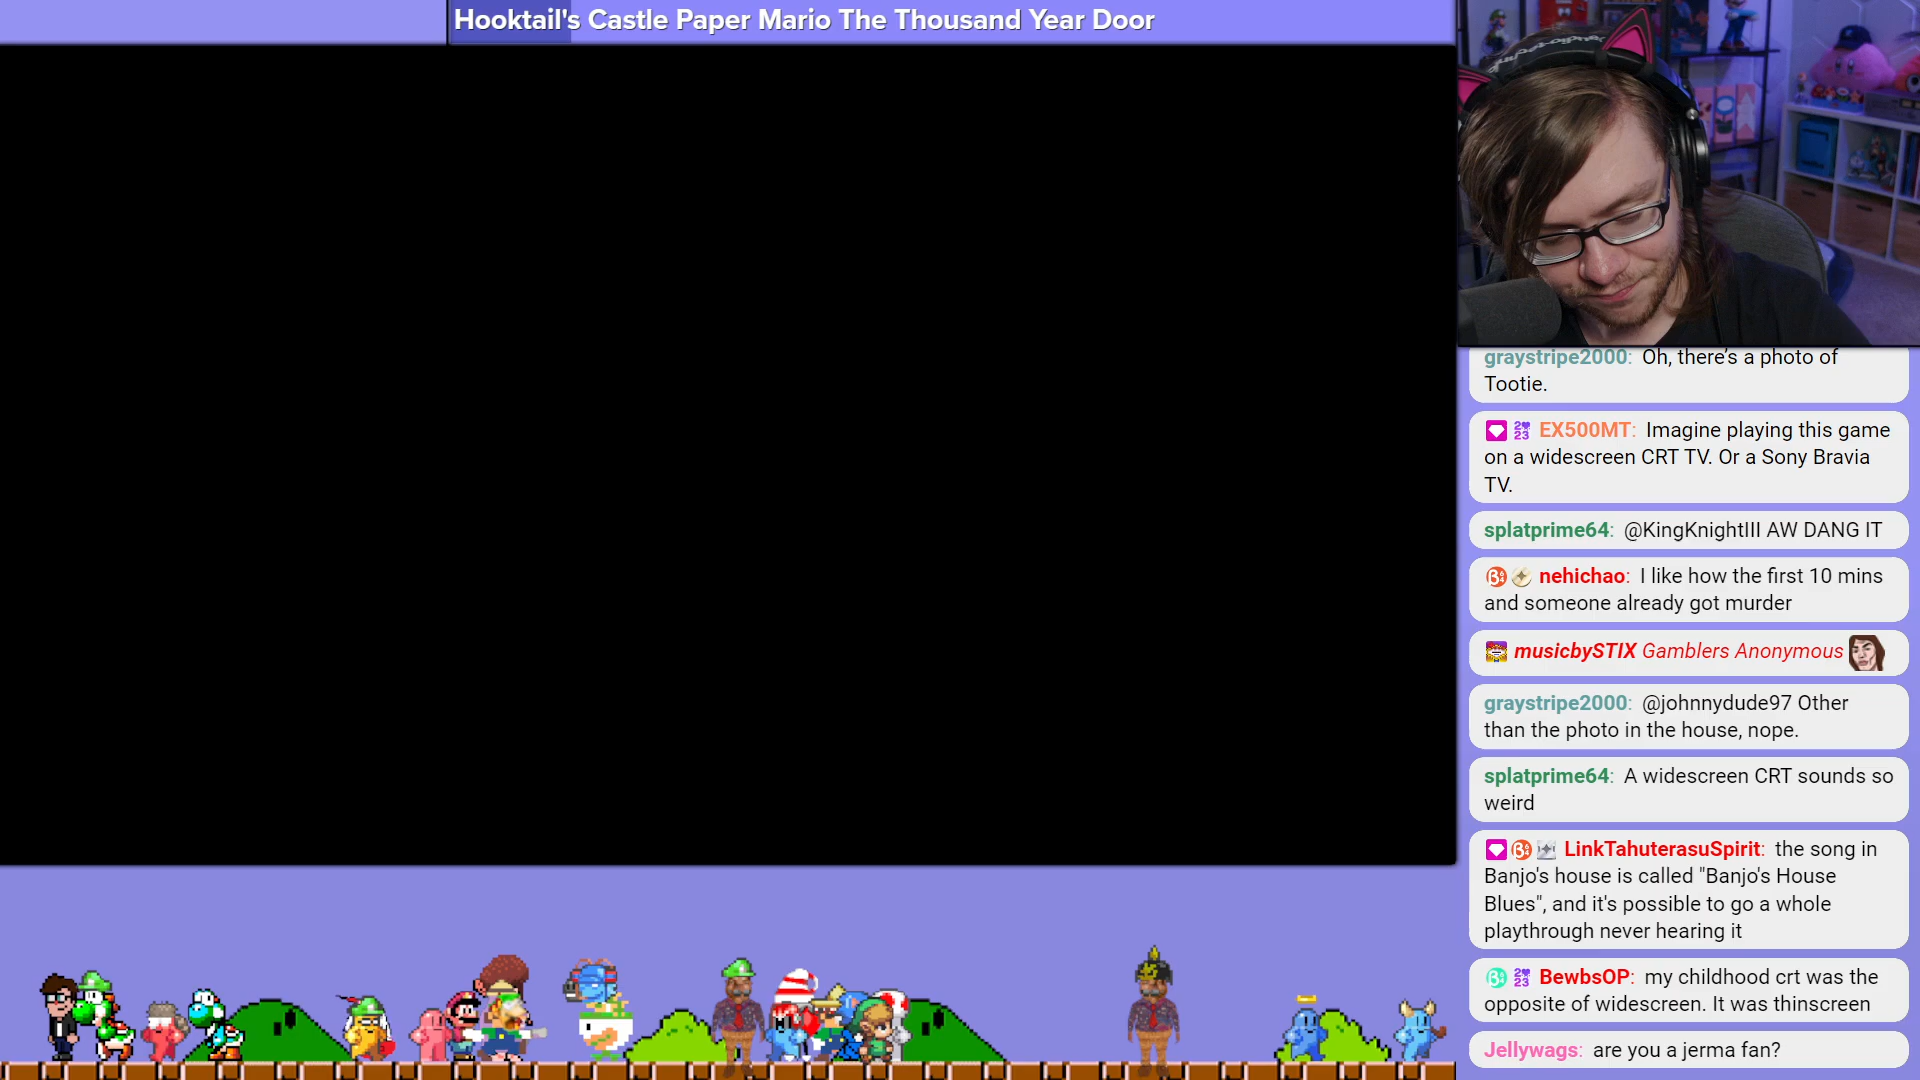 Hooktail's Castle Paper Mario The Thousand Year Door
graystripe2000: Oh, there's a photo of
Tootie.
EX500MT: Imagine playing this game
on a widescreen CRT TV. Or a Sony Bravia
TV.
splatprime64: @KingKnightIII AW DANG IT
nehichao: I like how the first 10 mins
and someone already got murder
musicbySTIX Gamblers Anonymous
graystripe2000: @johnnydude97 Other
than the photo in the house, nope.
splatprime64: A widescreen CRT sounds so
weird
LinkTahuterasuSpirit: the song in
Banjo's house is called "Banjo's House
Blues", and it's possible to go a whole
playthrough never hearing it
BewbsOP: my childhood crt was the
opposite of widescreen. It was thinscreen
Jellywags: are you a jerma fan?